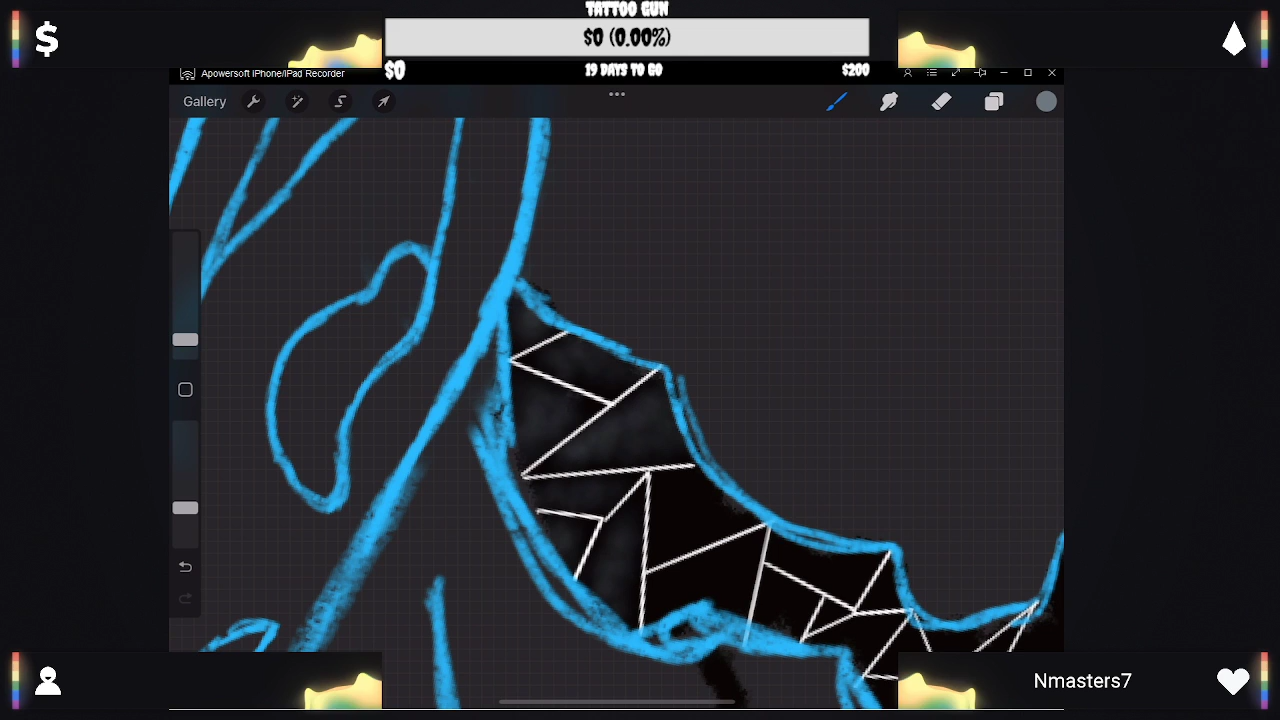 TATTOO GUN
$
$0 (0.00%)
$0
19 DAYS TO GO
$200
Apowersoft iPhone/iPad Recorder
Gallery
Nmasters7